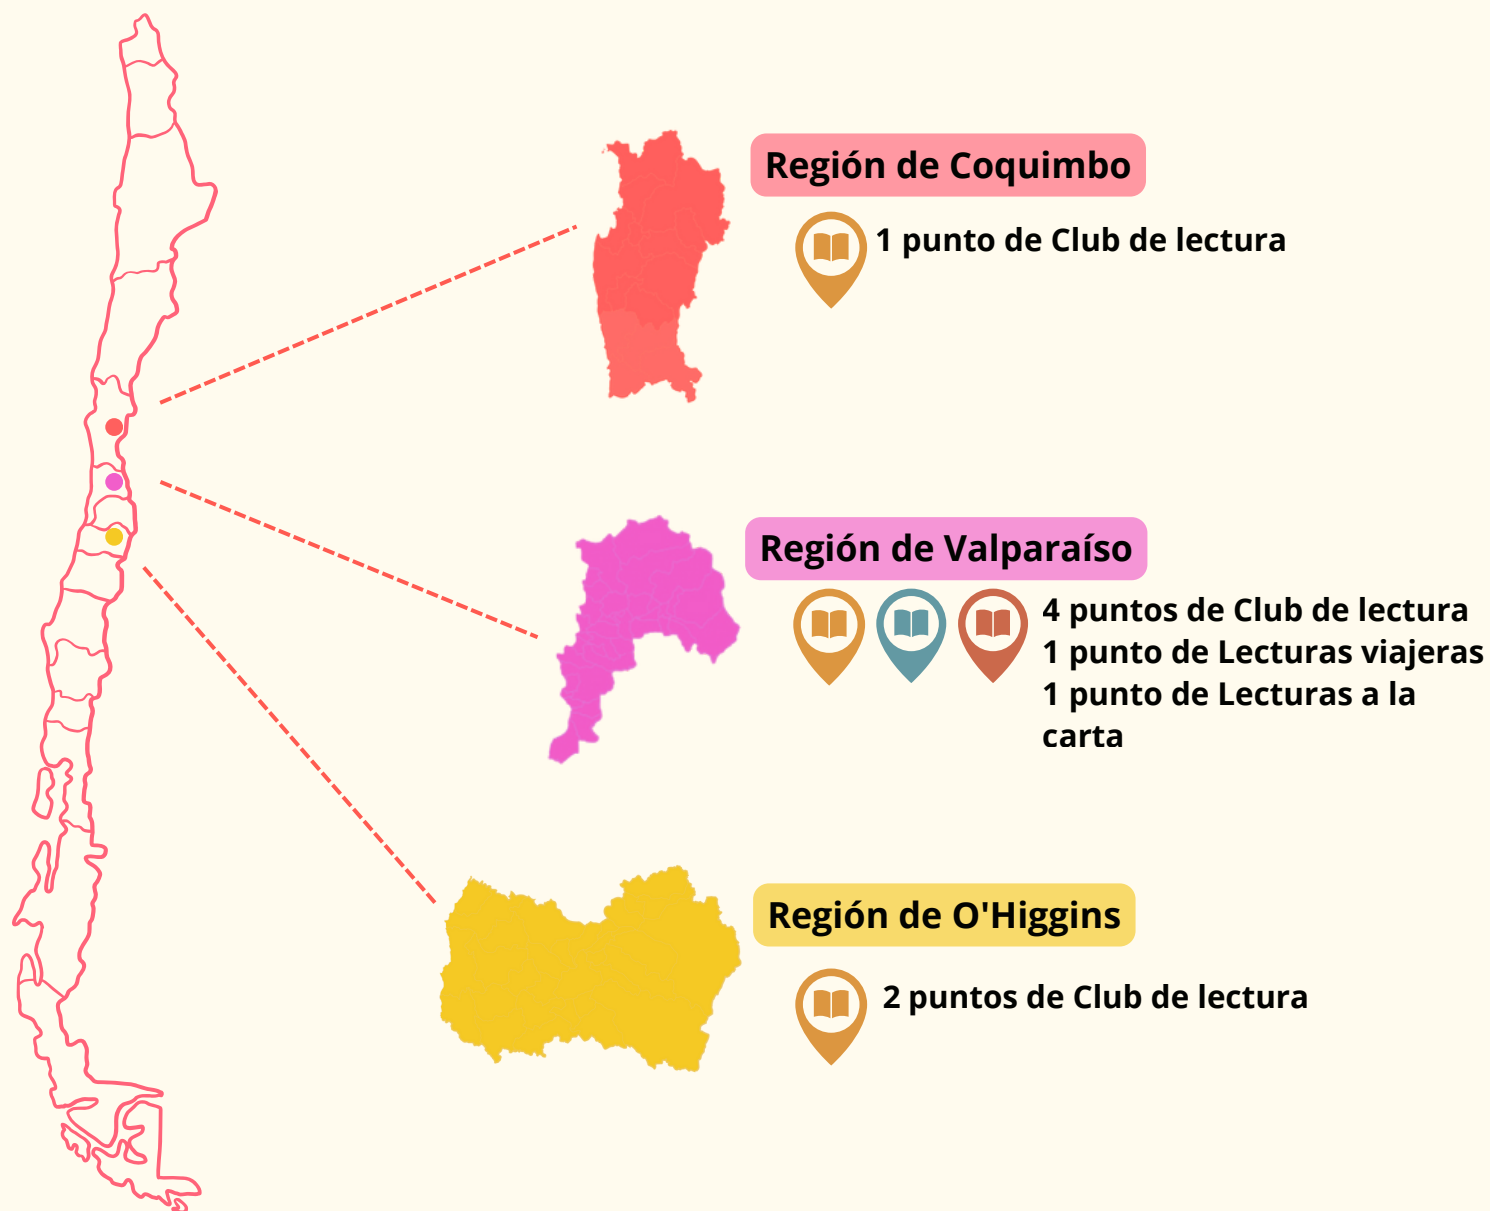 Región de Coquimbo
1 punto de Club de lectura
Región de Valparaíso
4 puntos de Club de lectura
1 punto de Lecturas viajeras
1 punto de Lecturas a la
carta
Región de O'Higgins
2 puntos de Club de lectura